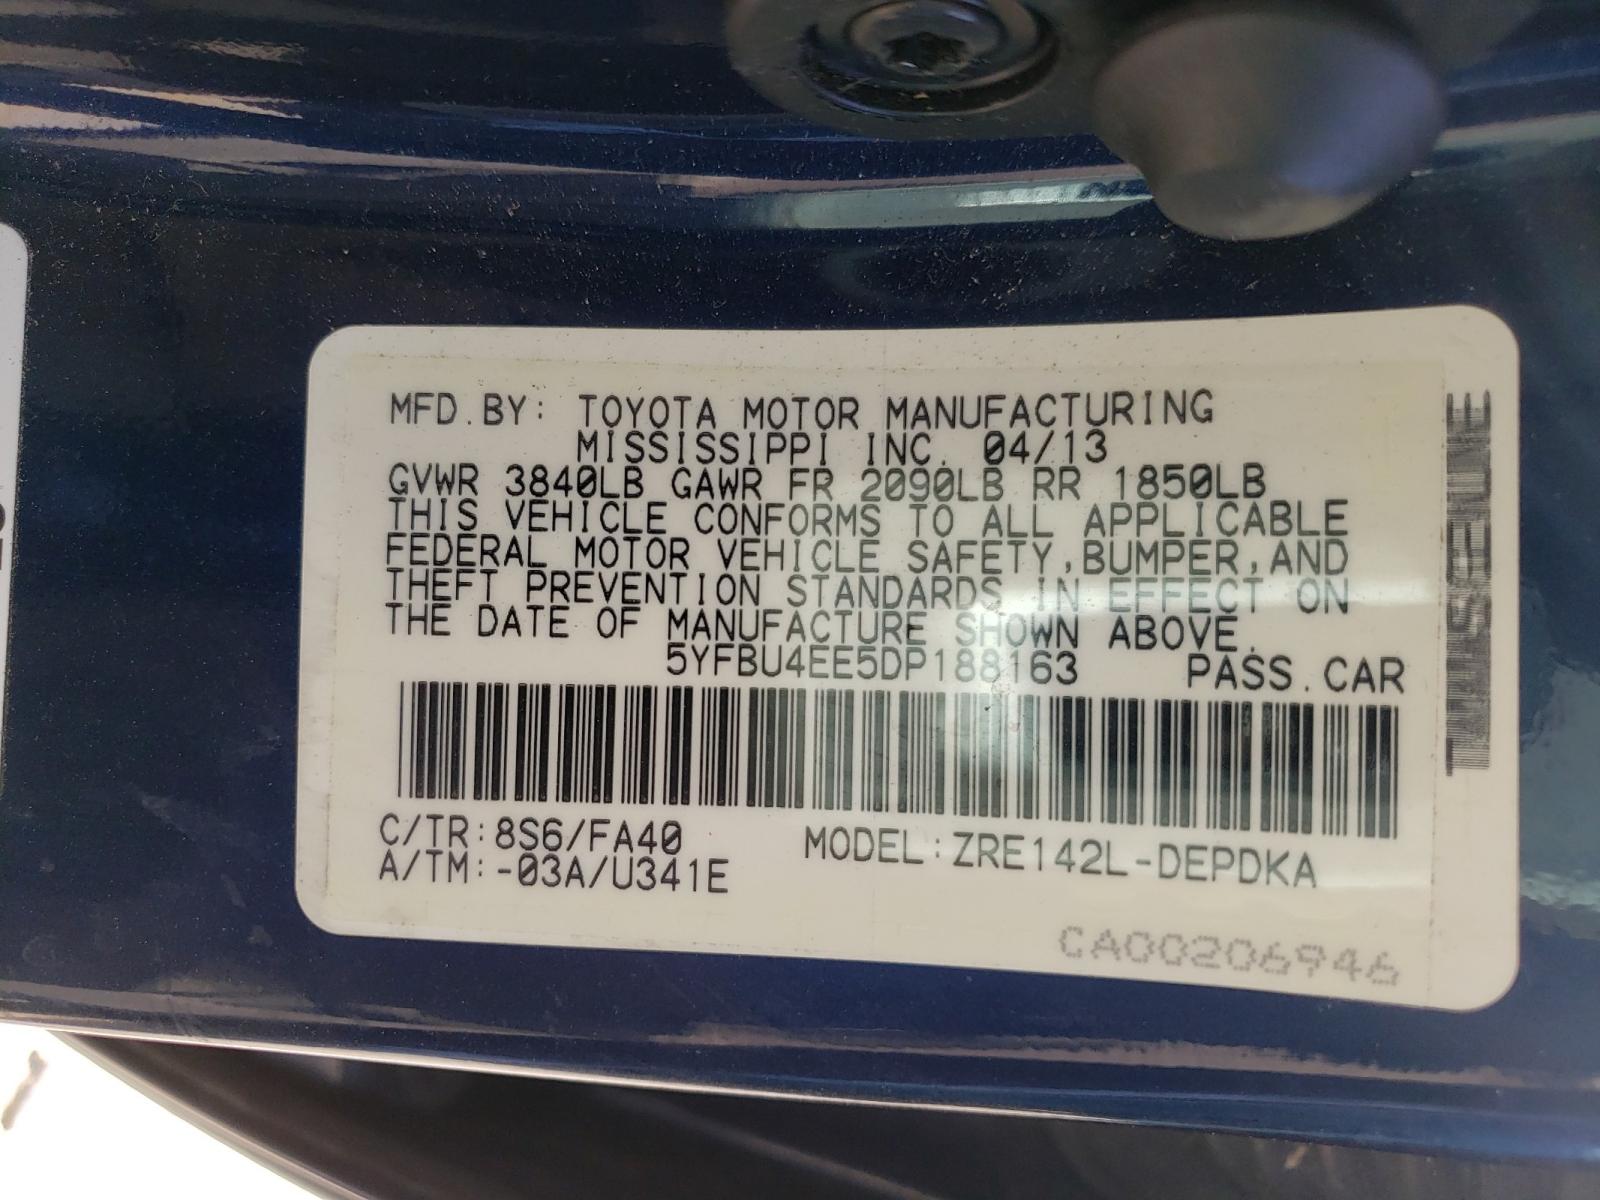 MFD.BY: TOYOTA MOTOR MANUFACTURING
MISSISSIPPI INC. 04/13
GVWR 3840LB GAWR FR 2090LB RR 1850LB
THIS VEHICLE CONFORMS TO ALL APPLICABLE
FEDERAL MOTOR VEHICLE SAFETY,BUMPER,AND
THEFT PREVENTION STANDARDS IN EFFECT ON
THE DATE OF MANUFACTURE SHOWN ABOVE.
5YFBU4EE5DP188163 PASS.CAR
C/TR:8S6/FA40 MODEL:ZRE142L-DEPDKA
A/TM:-03A/U341E
CA00206946